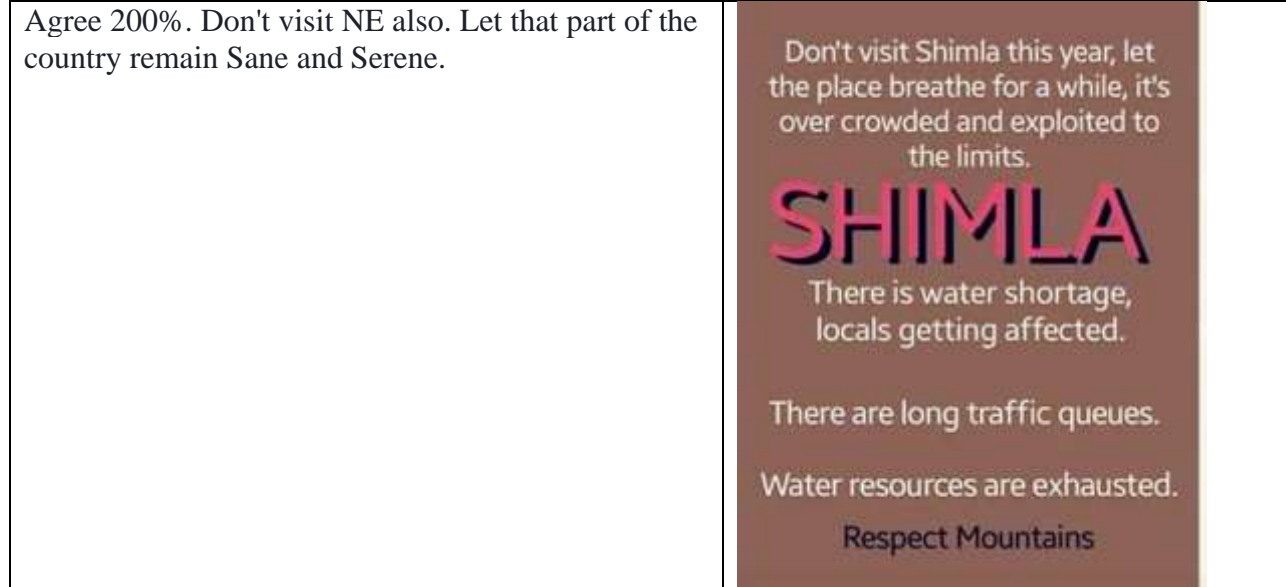 Agree 200%. Don't visit NE also. Let that part of the
country remain Sane and Serene.
Don't visit Shimla this year, let
the place breathe for a while, it's
over crowded and exploited to
the limits.
SHIMLA
There is water shortage,
locals getting affected.
There are long traffic queues.
Water resources are exhausted.
Respect Mountains